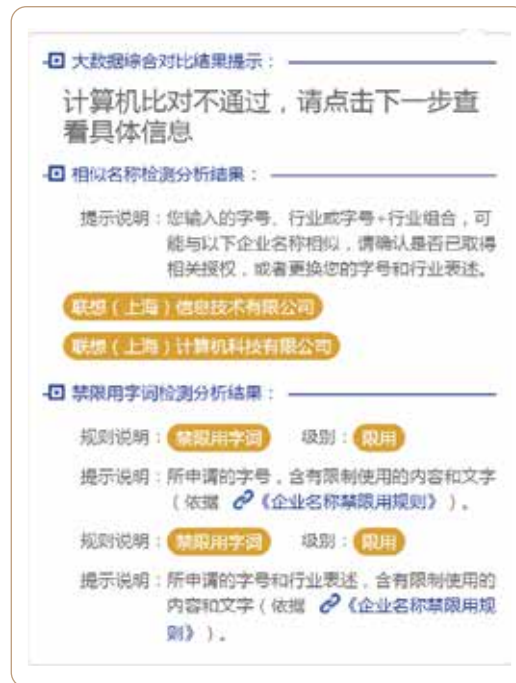 大数据综合对比结果提示：
计算机比对不通过，请点击下一步查
看具体信息
相似名称检测分析结果：
提示说明：您输入的字号、行业或字号+行业组合，可
能与以下企业名称相似，请确认是否已取得
相关授权，或者更换您的字号和行业表述。
联想（上海）信息技术有限公司
联想（上海）计算机科技有限公司
禁限用字词检测分析结果：
规则说明：禁限用字词 级别：限用
提示说明：所申请的字号，含有限制使用的内容和文字
（依据 《企业名称禁限用规则》）。
规则说明：禁限用字词 级别：限用
提示说明：所申请的字号和行业表述，含有限制使用的
内容和文字（依据 《企业名称禁限用规
则》）。